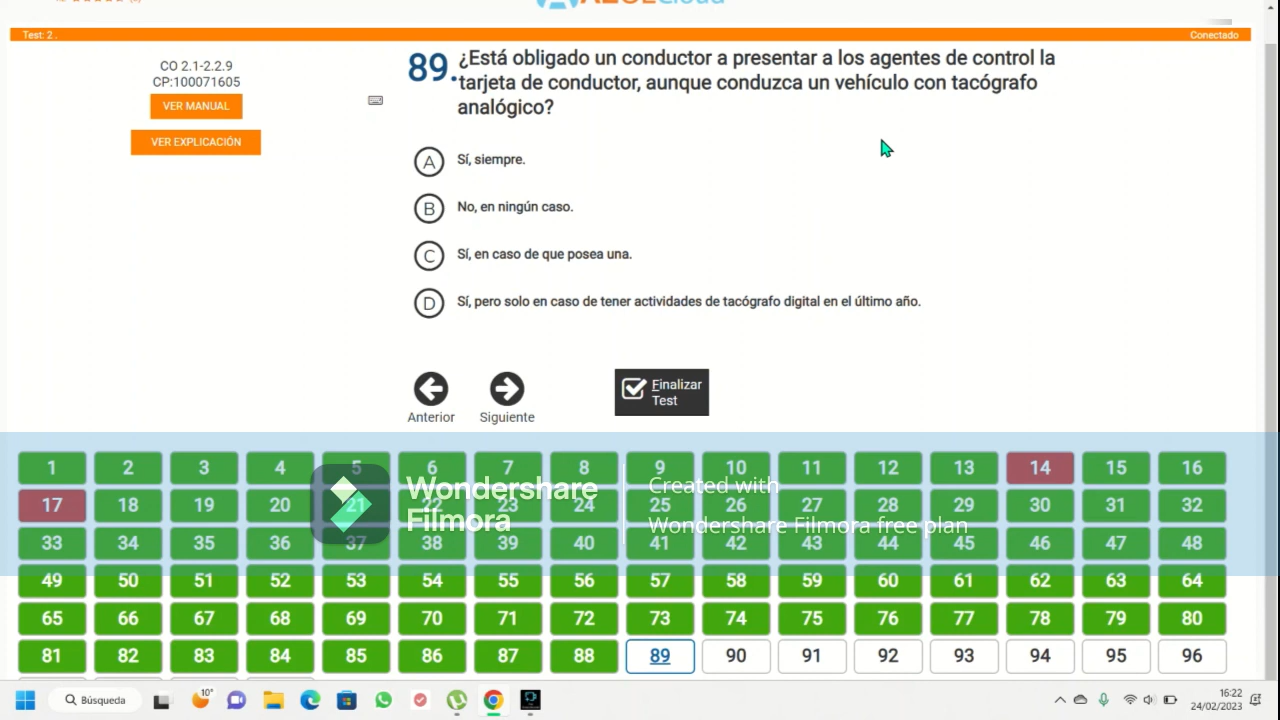 Test: 2 .
Conectado
CO 2.1-2.2.9
CP:100071605
VER MANUAL
VER EXPLICACIÓN
89. ¿Está obligado un conductor a presentar a los agentes de control la
tarjeta de conductor, aunque conduzca un vehículo con tacógrafo
analógico?
A Sí, siempre.
B No, en ningún caso.
C Sí, en caso de que posea una.
D Sí, pero solo en caso de tener actividades de tacógrafo digital en el último año.
Anterior
Siguiente
Finalizar
Test
1 2 3 4 5 6 7 8 9 10 11 12 13 14 15 16
17 18 19 20 21 22 23 24 25 26 27 28 29 30 31 32
33 34 35 36 37 38 39 40 41 42 43 44 45 46 47 48
49 50 51 52 53 54 55 56 57 58 59 60 61 62 63 64
65 66 67 68 69 70 71 72 73 74 75 76 77 78 79 80
81 82 83 84 85 86 87 88 89 90 91 92 93 94 95 96
Wondershare
Filmora
Created with
Wondershare Filmora free plan
Búsqueda
10°
16:22
24/02/2023